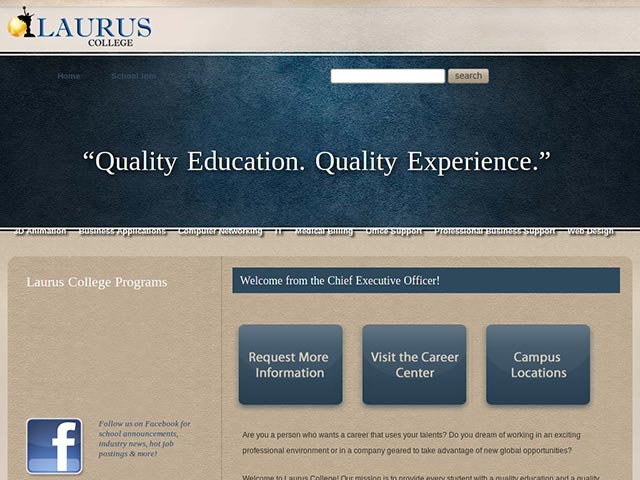 LAURUS
COLLEGE
Home School Info
search
“Quality Education. Quality Experience.”
3D Animation Business Applications Computer Networking IT Medical Billing Office Support Professional Business Support Web Design
Laurus College Programs
Welcome from the Chief Executive Officer!
Request More
Information
Visit the Career
Center
Campus
Locations
Follow us on Facebook for
school announcements,
industry news, hot job
postings & more!
Are you a person who wants a career that uses your talents? Do you dream of working in an exciting
professional environment or in a company geared to take advantage of new global opportunities?
Welcome to Laurus College! Our mission is to provide every student with a quality education and a quality